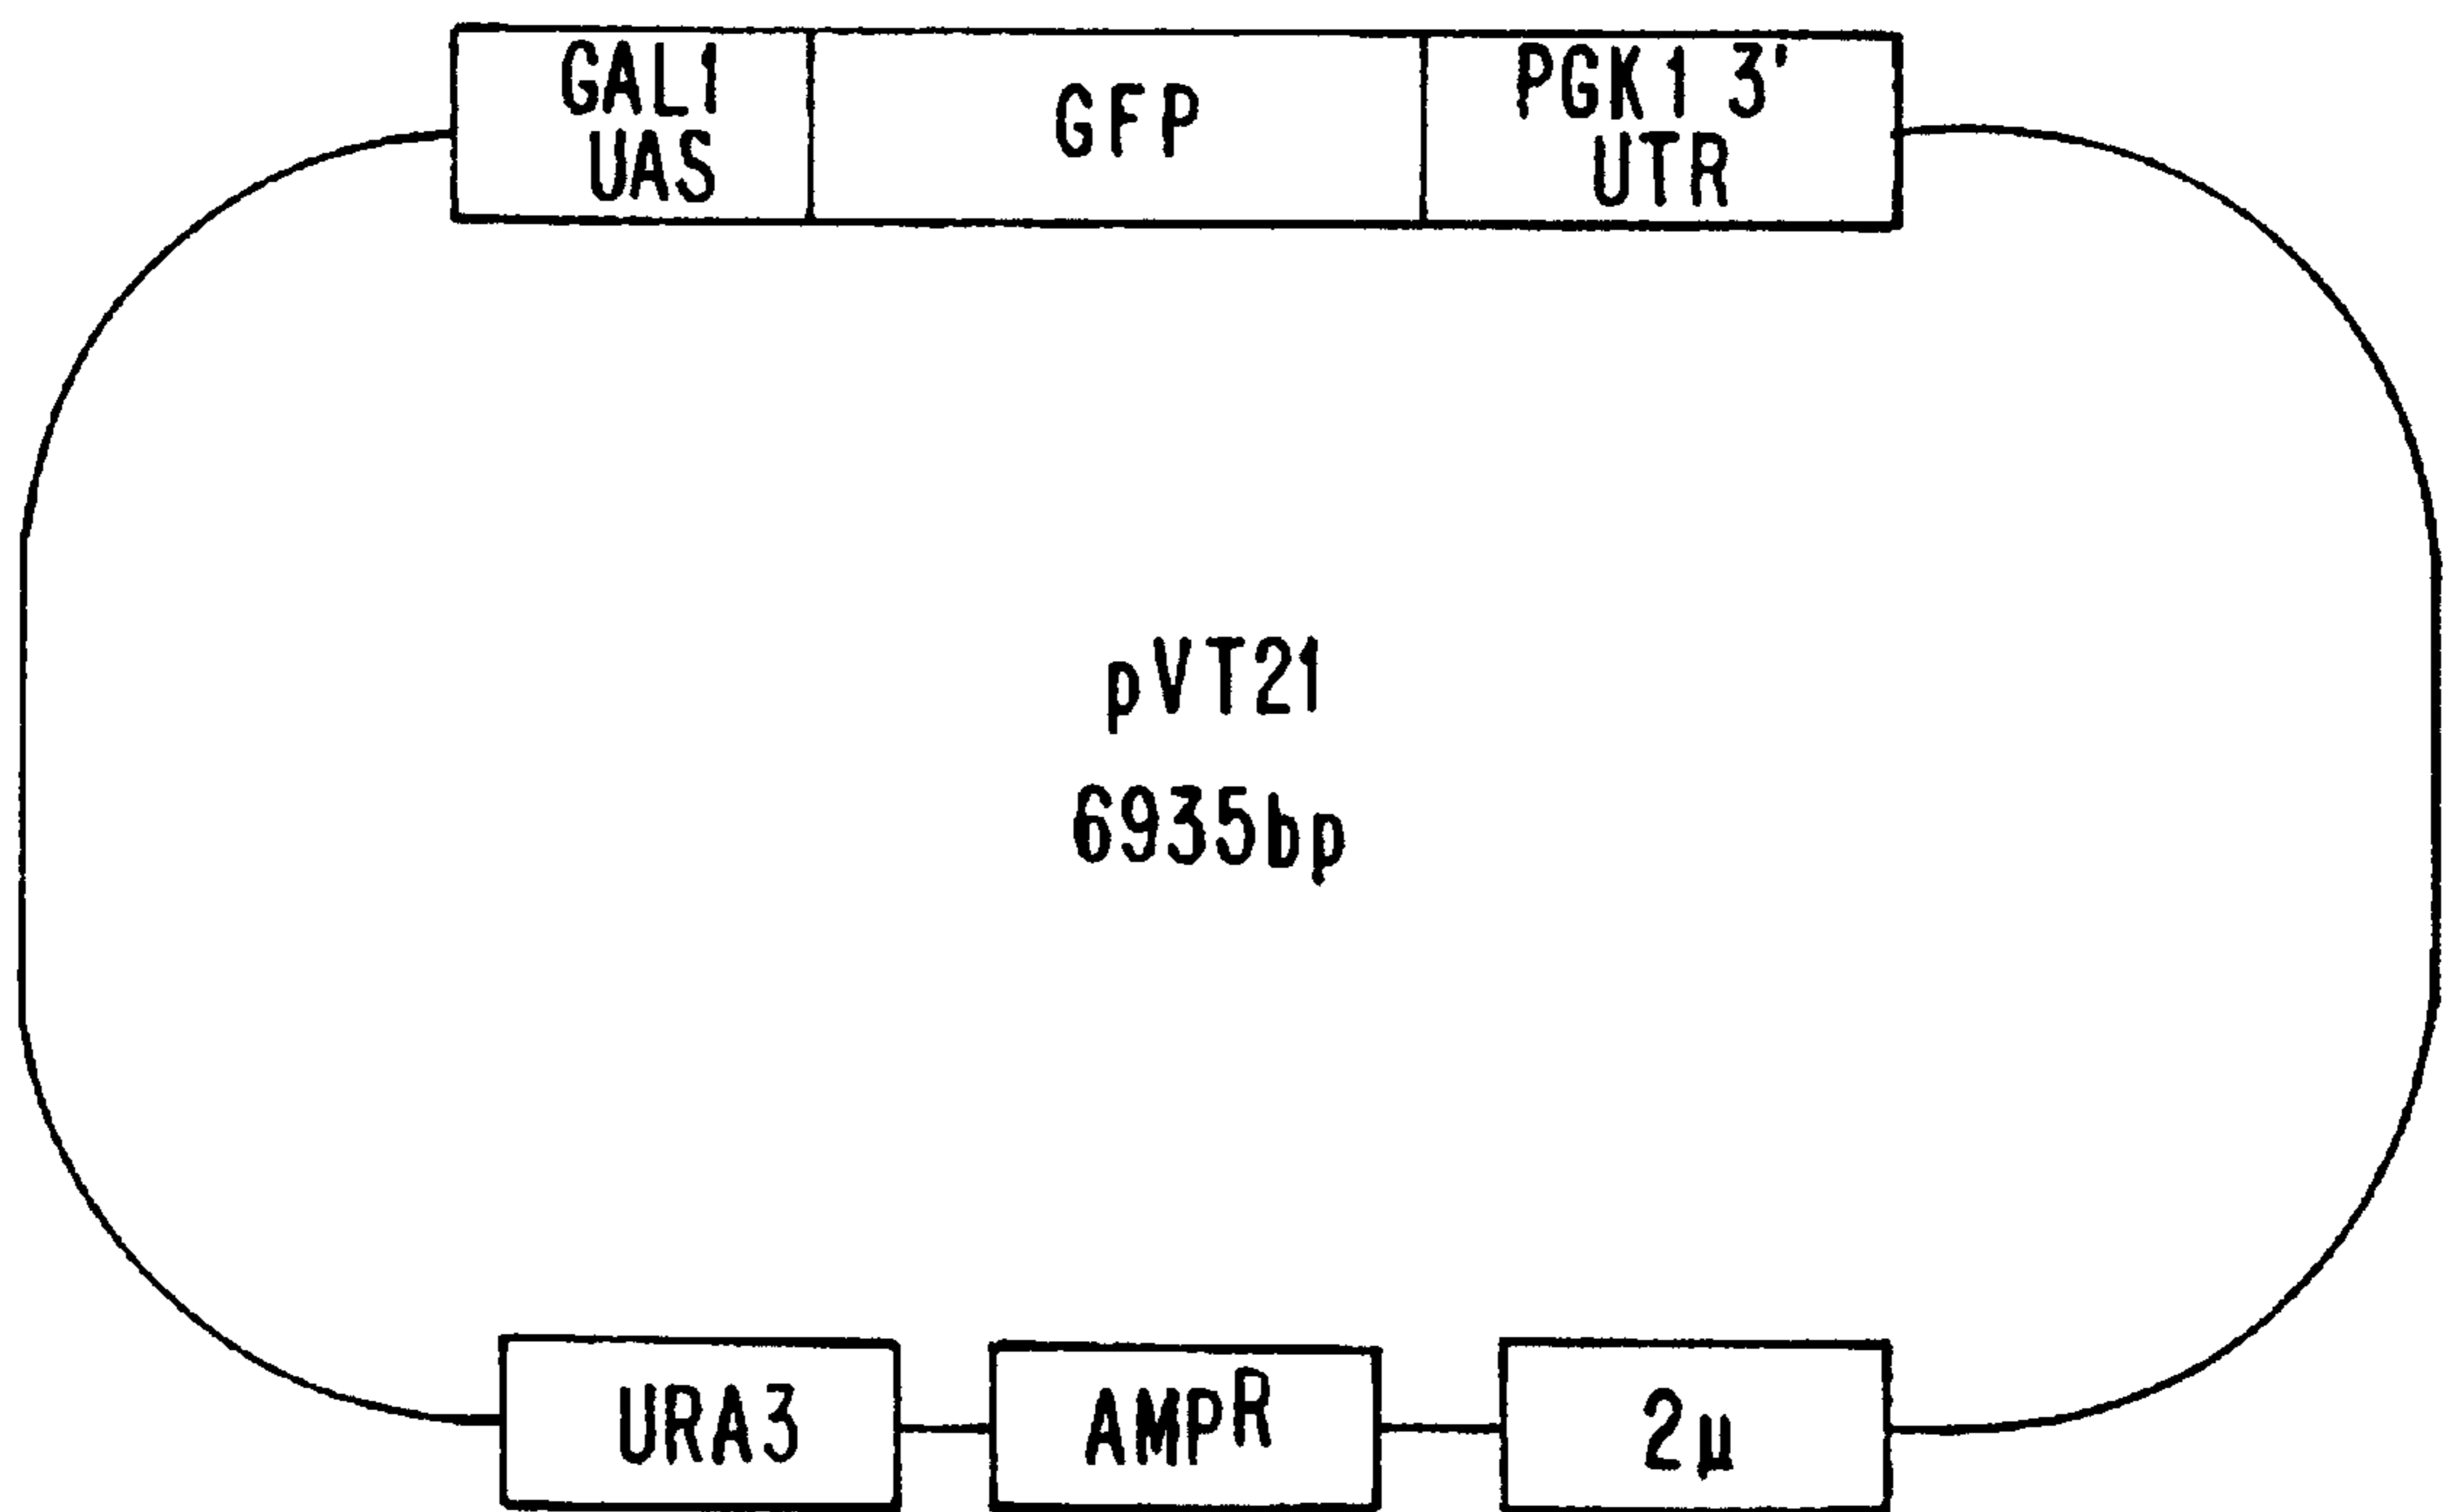 GAL1
UAS
GFP
PGK1 3'
UTR
pVT21
6935bp
URA3
AMPR
2μ